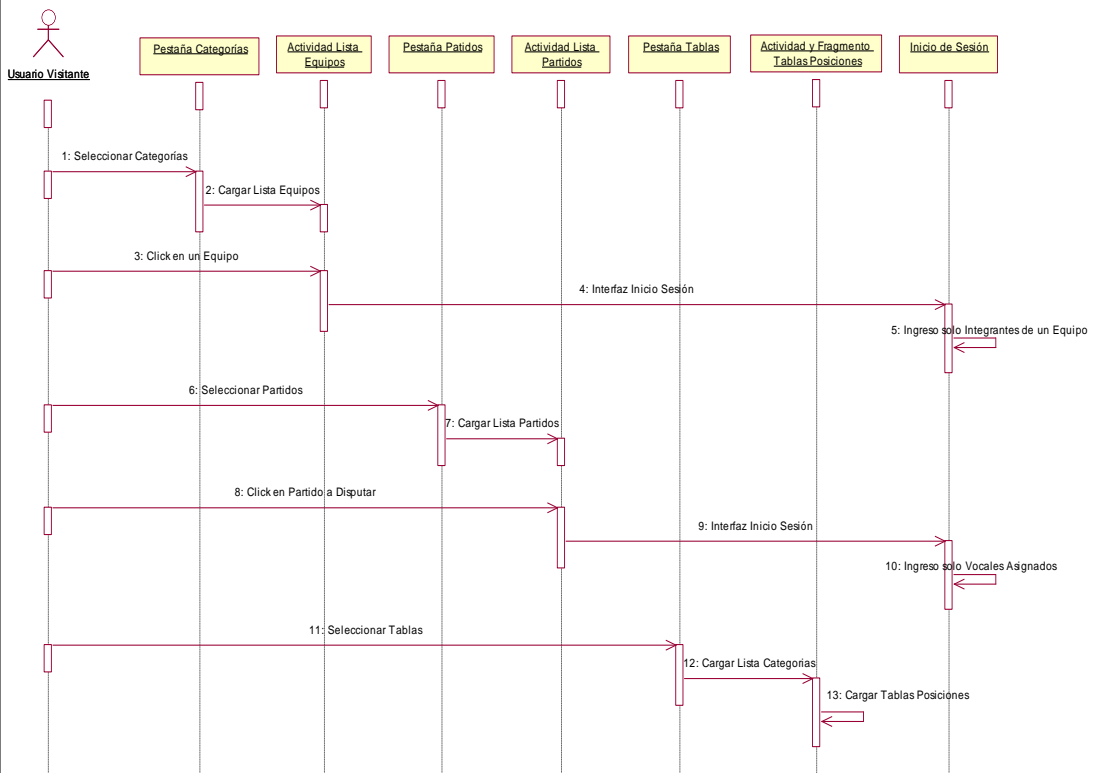 Usuario Visitante
Pestaña Categorías
Actividad Lista
Equipos
Pestaña Patidos
Actividad Lista
Partidos
Pestaña Tablas
Actividad y Fragmento
Tablas Posiciones
Inicio de Sesión
1: Seleccionar Categorías
2: Cargar Lista Equipos
3: Click en un Equipo
4: Interfaz Inicio Sesión
5: Ingreso solo Integrantes de un Equipo
6: Seleccionar Partidos
7: Cargar Lista Partidos
8: Click en Partido a Disputar
9: Interfaz Inicio Sesión
10: Ingreso solo Vocales Asignados
11: Seleccionar Tablas
12: Cargar Lista Categorias
13: Cargar Tablas Posiciones